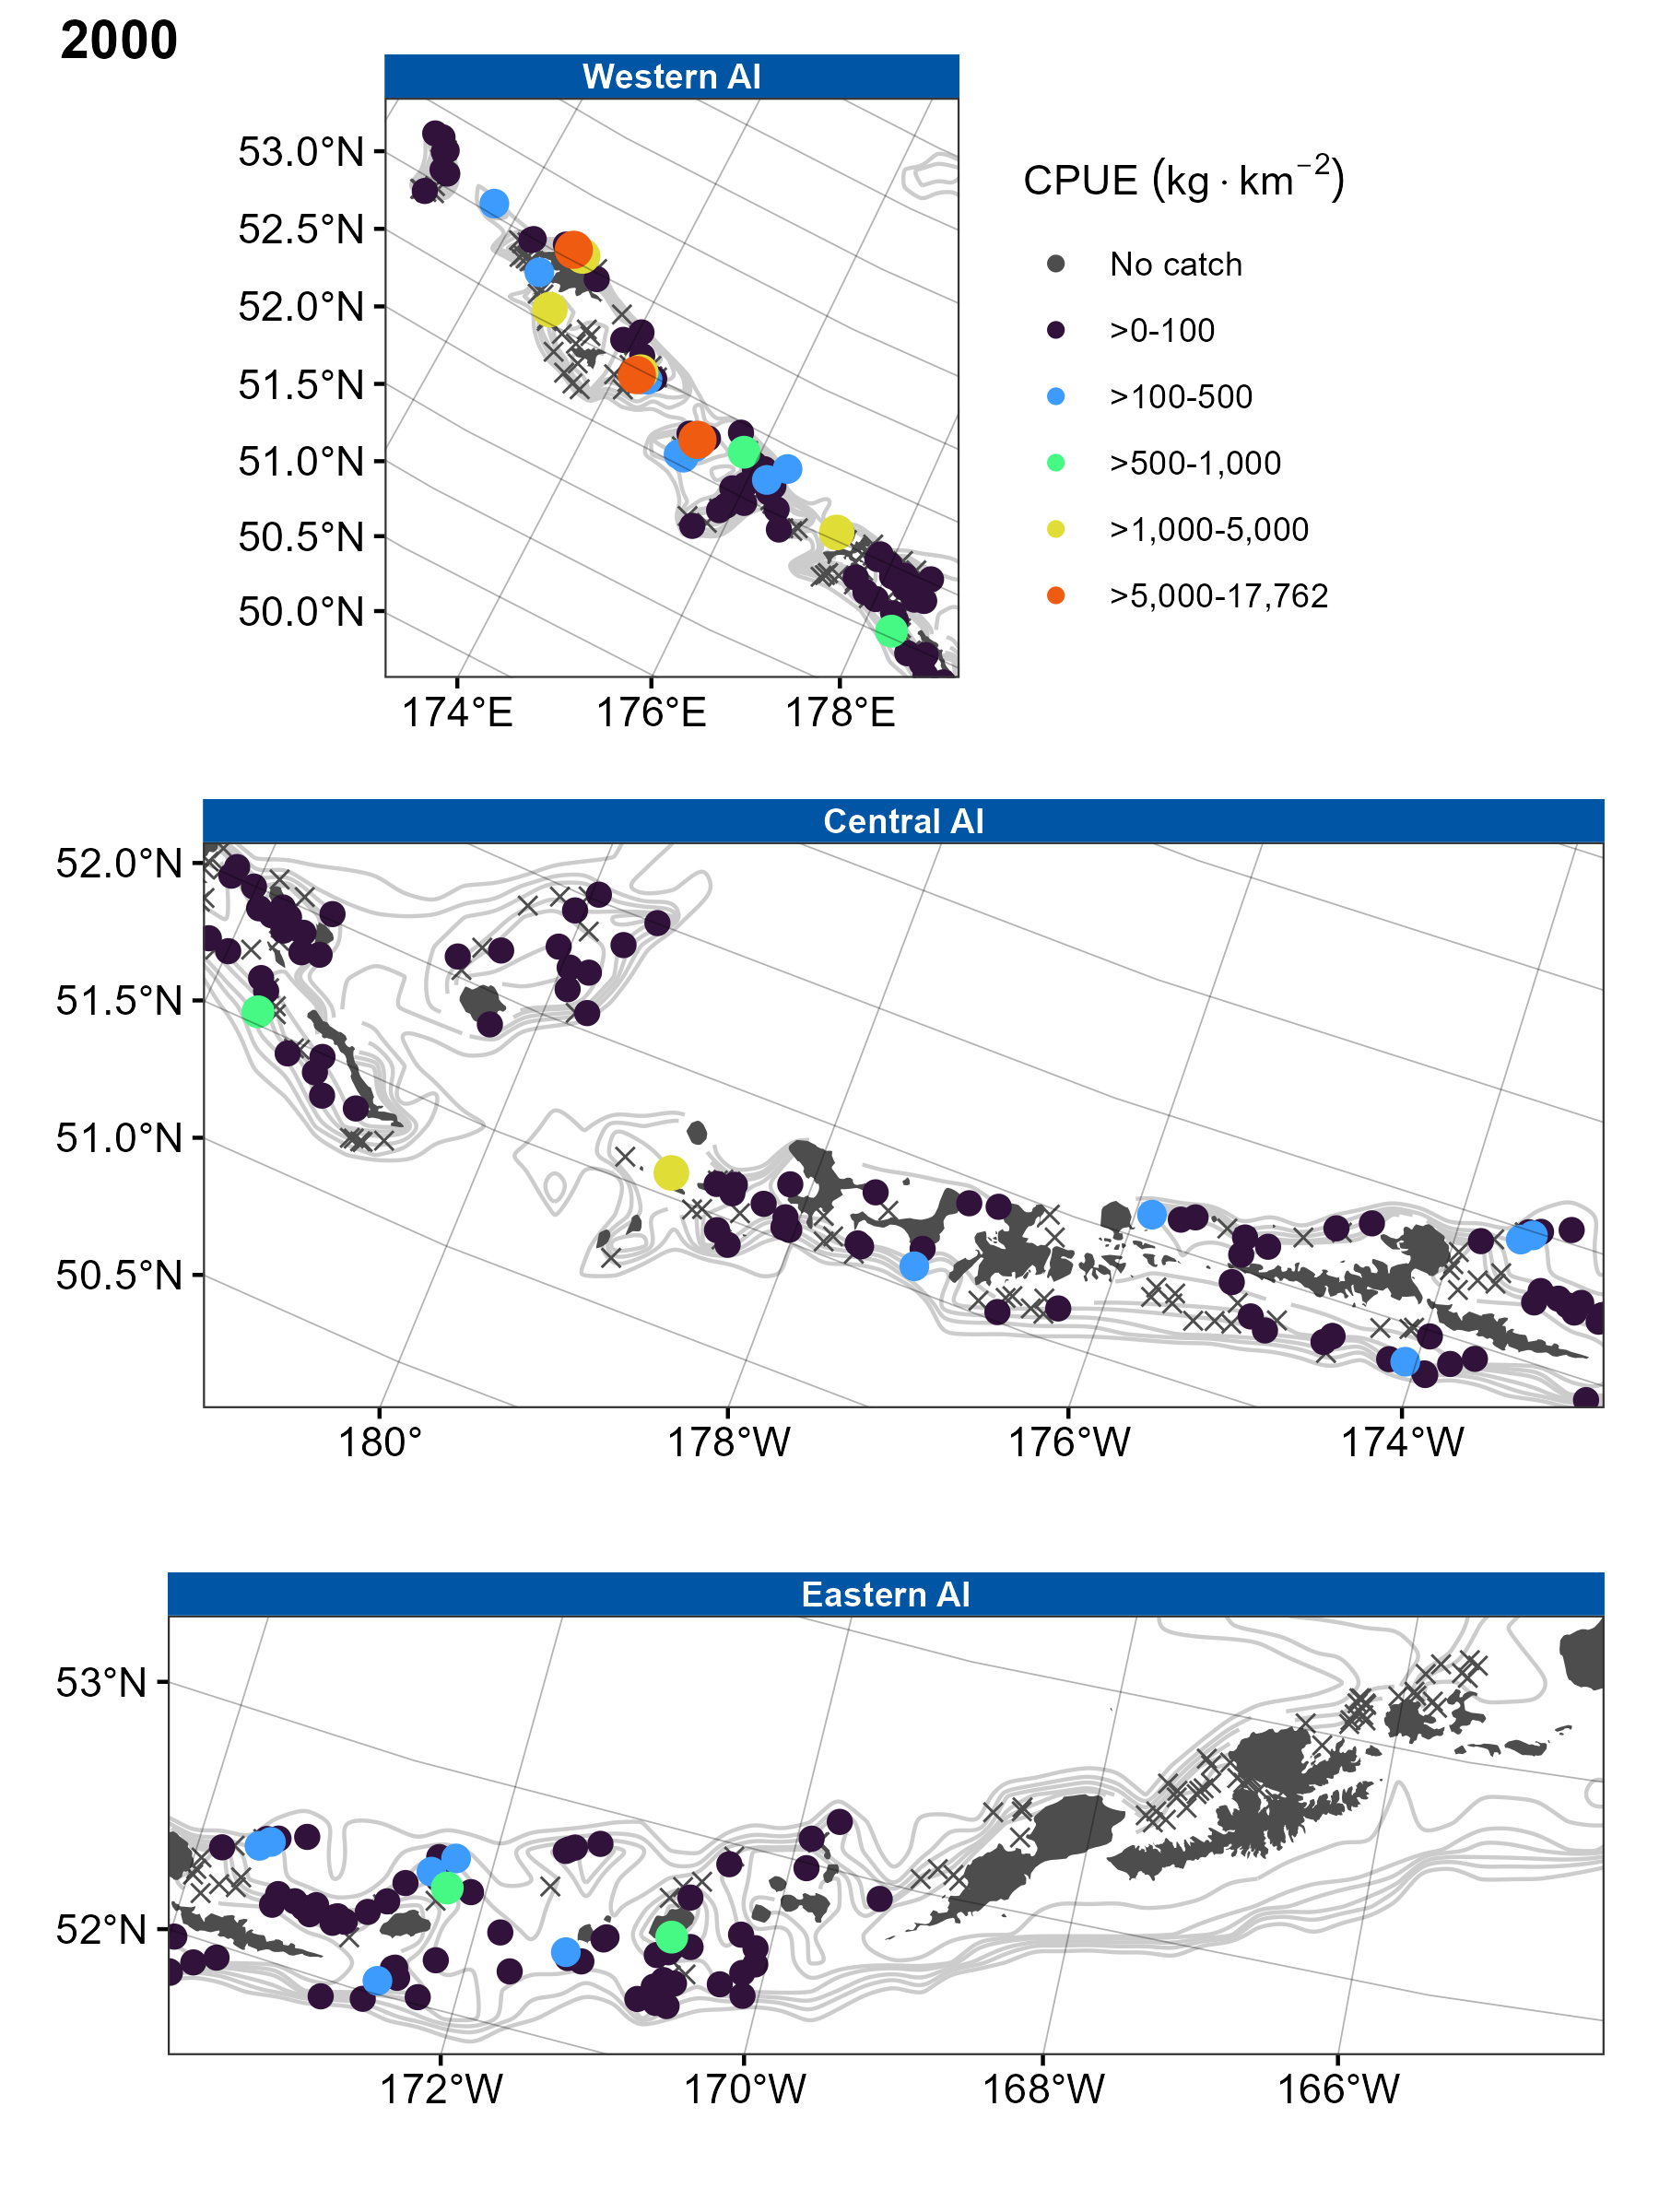 2000
Western AI
53.0°N
52.5°N
52.0°N
51.5°N
51.0°N
50.5°N
50.0°N
174°E 176°E 178°E
CPUE (kg · km⁻²)
No catch
>0-100
>100-500
>500-1,000
>1,000-5,000
>5,000-17,762
Central AI
52.0°N
51.5°N
51.0°N
50.5°N
180° 178°W 176°W 174°W
Eastern AI
53°N
52°N
172°W 170°W 168°W 166°W